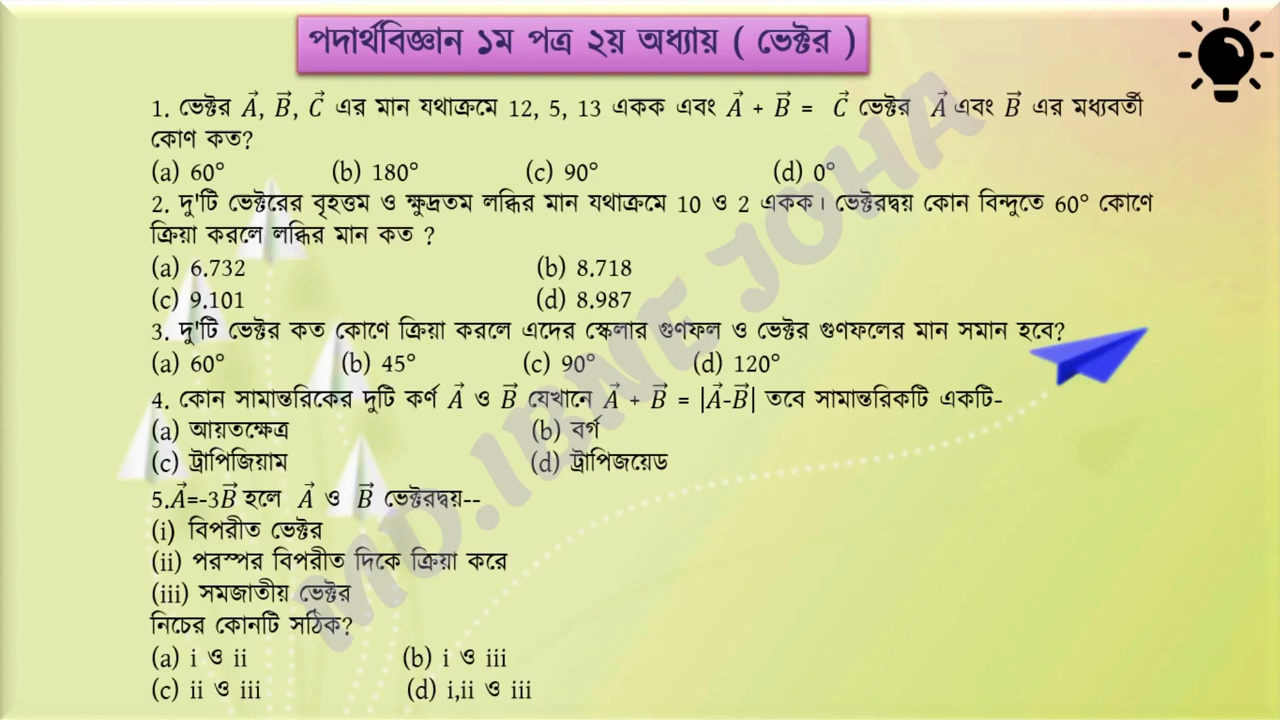 পদার্থবিজ্ঞান ১ম পত্র ২য় অধ্যায় ( ভেক্টর )
1. ভেক্টর A⃗, B⃗, C⃗ এর মান যথাক্রমে 12, 5, 13 একক এবং A⃗ + B⃗ = C⃗ ভেক্টর A⃗ এবং B⃗ এর মধ্যবর্তী
কোণ কত?
(a) 60° (b) 180° (c) 90° (d) 0°
2. দু'টি ভেক্টরের বৃহত্তম ও ক্ষুদ্রতম লব্ধির মান যথাক্রমে 10 ও 2 একক। ভেক্টরদ্বয় কোন বিন্দুতে 60° কোণে
ক্রিয়া করলে লব্ধির মান কত ?
(a) 6.732 (b) 8.718
(c) 9.101 (d) 8.987
3. দু'টি ভেক্টর কত কোণে ক্রিয়া করলে এদের স্কেলার গুণফল ও ভেক্টর গুণফলের মান সমান হবে?
(a) 60° (b) 45° (c) 90° (d) 120°
4. কোন সামান্তরিকের দুটি কর্ণ A⃗ ও B⃗ যেখানে A⃗ + B⃗ = |A⃗-B⃗| তবে সামান্তরিকটি একটি-
(a) আয়তক্ষেত্র (b) বর্গ
(c) ট্রাপিজিয়াম (d) ট্রাপিজয়েড
5.A⃗=-3B⃗ হলে A⃗ ও B⃗ ভেক্টরদ্বয়--
(i) বিপরীত ভেক্টর
(ii) পরস্পর বিপরীত দিকে ক্রিয়া করে
(iii) সমজাতীয় ভেক্টর
নিচের কোনটি সঠিক?
(a) i ও ii (b) i ও iii
(c) ii ও iii (d) i,ii ও iii
MD.IBNE JOHA